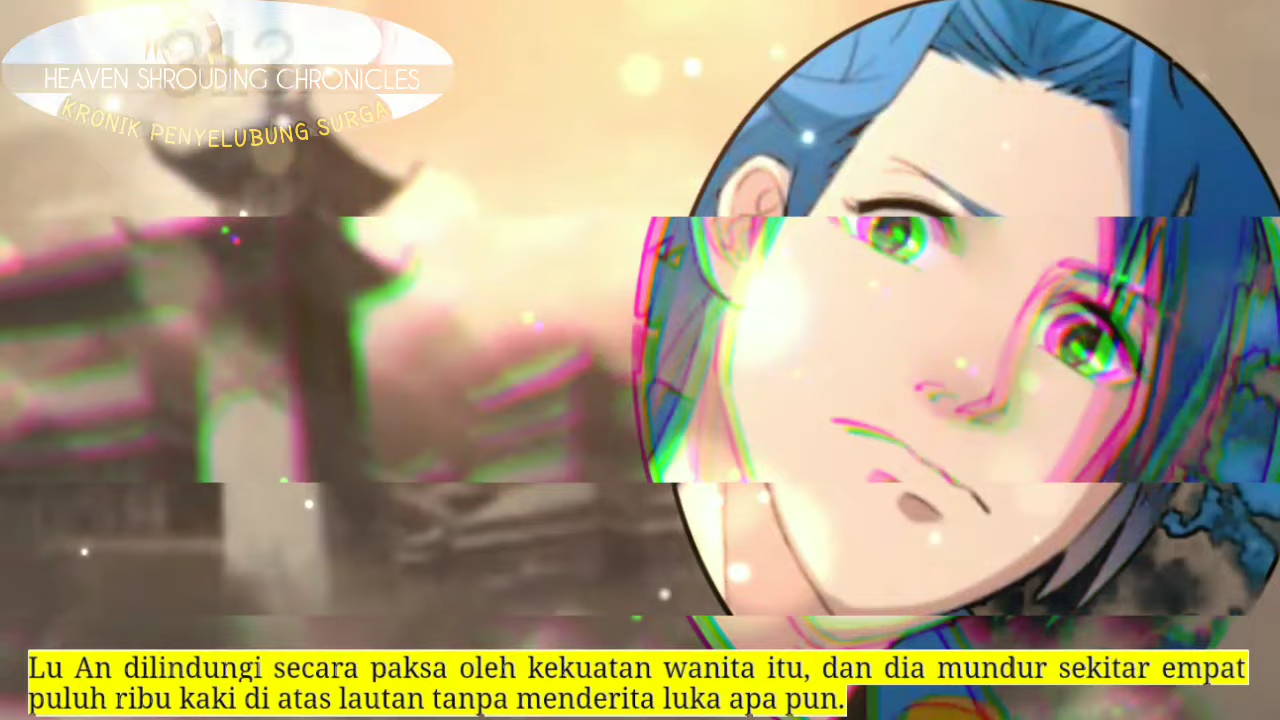 212
HEAVEN SHROUDING CHRONICLES
KRONIK PENYELUBUNG SURGA
Lu An dilindungi secara paksa oleh kekuatan wanita itu, dan dia mundur sekitar empat
puluh ribu kaki di atas lautan tanpa menderita luka apa pun.